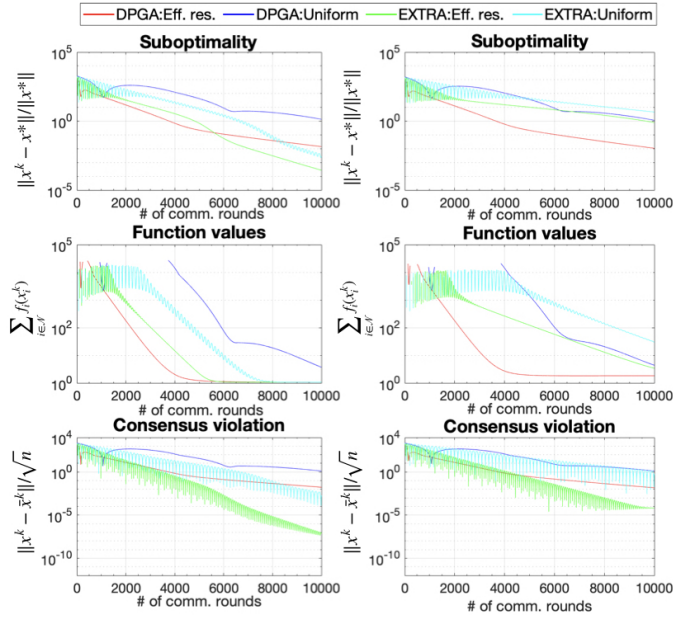 DPGA:Eff. res. DPGA:Uniform EXTRA:Eff. res. EXTRA:Uniform
Suboptimality
‖x^k − x*‖/‖x*‖
10^5
10^0
10^-5
0 2000 4000 6000 8000 10000
# of comm. rounds
Suboptimality
‖x^k − x*‖/‖x*‖
10^5
10^0
10^-5
0 2000 4000 6000 8000 10000
# of comm. rounds
Function values
∑_{i∈𝒩} f_i(x_i^k)
10^5
10^2
10^0
0 2000 4000 6000 8000 10000
# of comm. rounds
Function values
∑_{i∈𝒩} f_i(x_i^k)
10^5
10^2
10^0
0 2000 4000 6000 8000 10000
# of comm. rounds
Consensus violation
‖x^k − x̄^k‖/√n
10^4
10^0
10^-5
10^-10
0 2000 4000 6000 8000 10000
# of comm. rounds
Consensus violation
‖x^k − x̄^k‖/√n
10^4
10^0
10^-5
10^-10
0 2000 4000 6000 8000 10000
# of comm. rounds